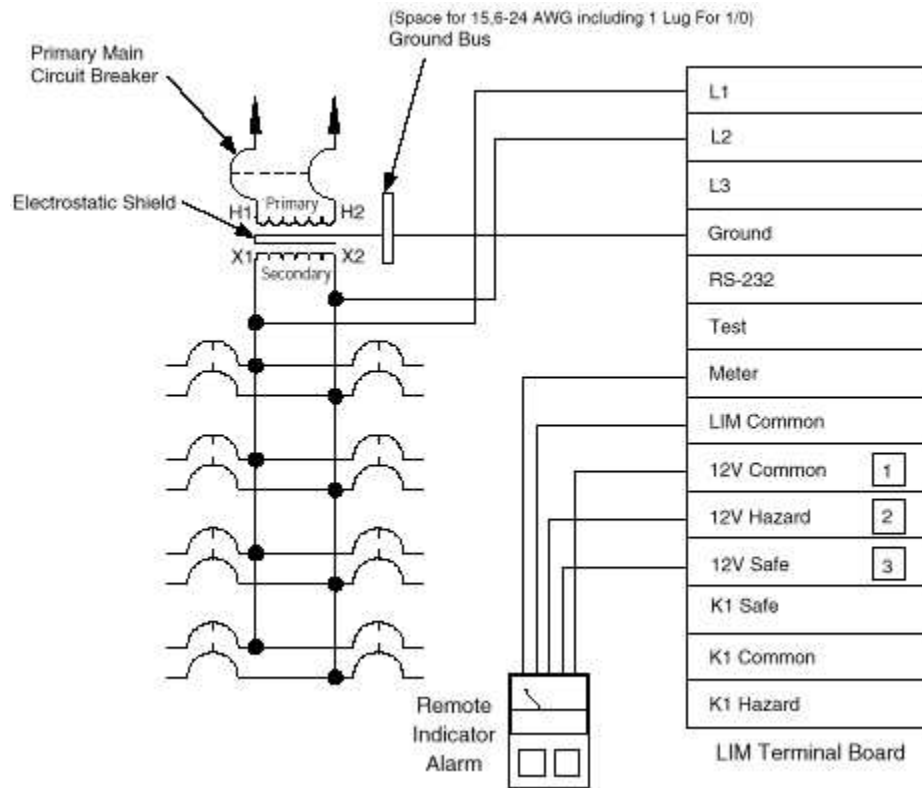 (Space for 15,6-24 AWG including 1 Lug For 1/0)
Ground Bus
Primary Main
Circuit Breaker
Electrostatic Shield
H1
Primary
H2
X1
X2
Secondary
L1
L2
L3
Ground
RS-232
Test
Meter
LIM Common
12V Common 1
12V Hazard 2
12V Safe 3
K1 Safe
K1 Common
K1 Hazard
LIM Terminal Board
Remote
Indicator
Alarm